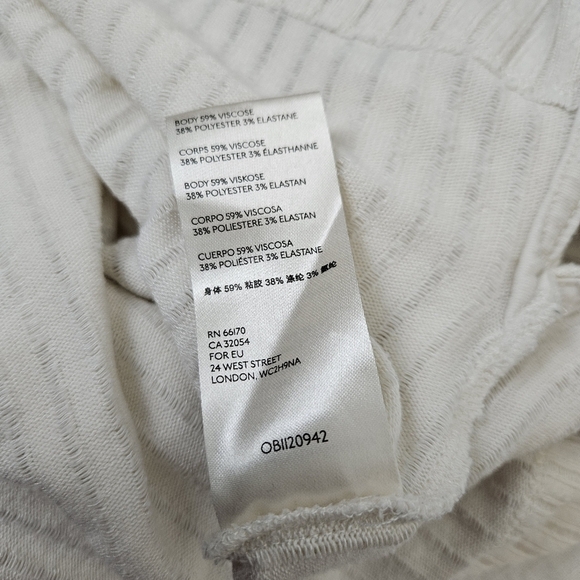 BODY 59% VISCOSE
38% POLYESTER 3% ELASTANE
CORPS 59% VISCOSE
38% POLYESTER 3% ÉLASTHANNE
BODY 59% VISKOSE
38% POLYESTER 3% ELASTAN
CORPO 59% VISCOSA
38% POLIESTERE 3% ELASTAN
CUERPO 59% VISCOSA
38% POLIÉSTER 3% ELASTANE
身体 59% 粘胶 38% 涤纶 3% 氨纶
RN 66170
CA 32054
FOR EU
24 WEST STREET
LONDON, WC2H9NA
OB1120942